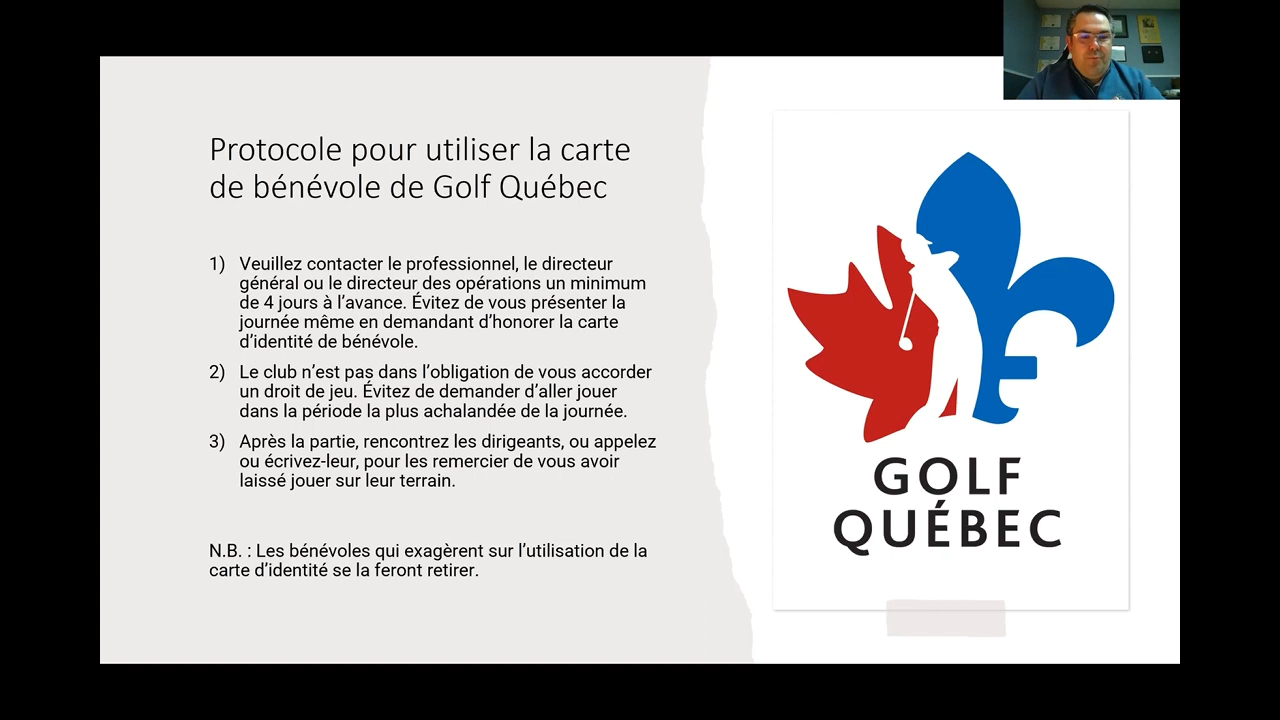 Protocole pour utiliser la carte
de bénévole de Golf Québec
1) Veuillez contacter le professionnel, le directeur
général ou le directeur des opérations un minimum
de 4 jours à l’avance. Évitez de vous présenter la
journée même en demandant d’honorer la carte
d’identité de bénévole.
2) Le club n’est pas dans l’obligation de vous accorder
un droit de jeu. Évitez de demander d’aller jouer
dans la période la plus achalandée de la journée.
3) Après la partie, rencontrez les dirigeants, ou appelez
ou écrivez-leur, pour les remercier de vous avoir
laissé jouer sur leur terrain.
N.B. : Les bénévoles qui exagèrent sur l’utilisation de la
carte d’identité se la feront retirer.
GOLF
QUÉBEC